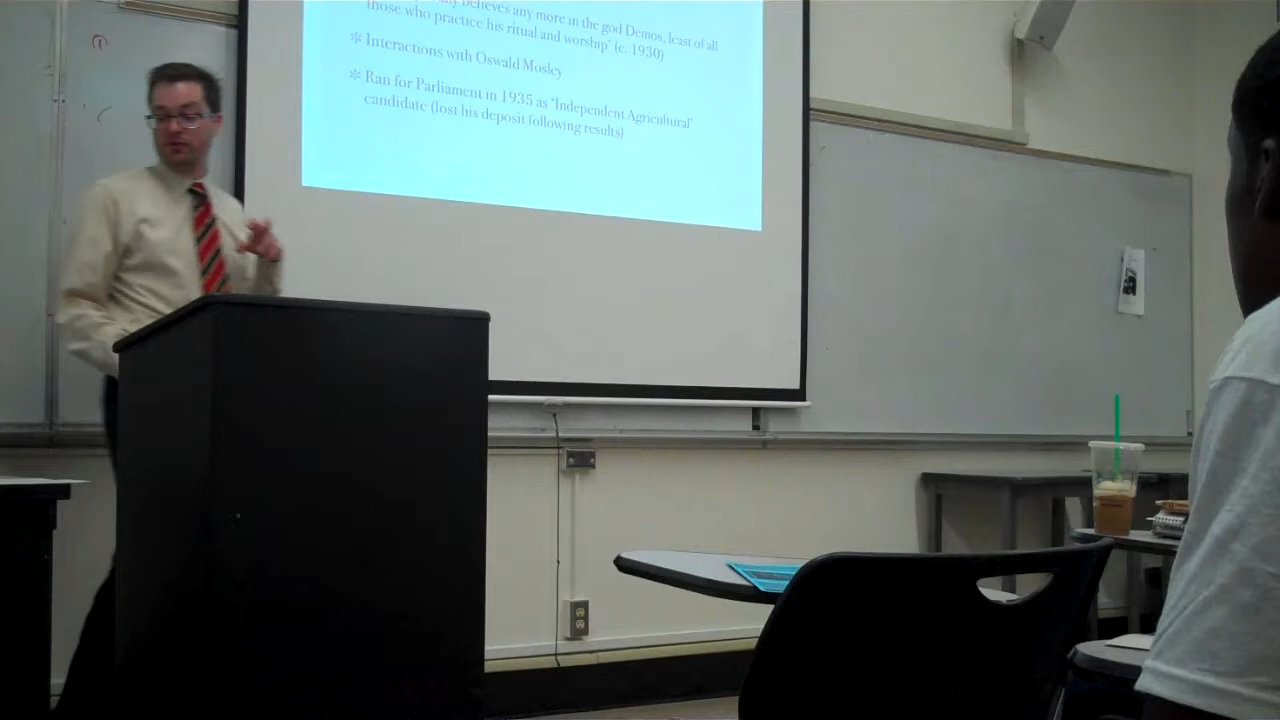 believes any more in the god Demos, least of all
those who practice his ritual and worship' (c. 1930)
✻ Interactions with Oswald Mosley
✻ Ran for Parliament in 1935 as 'Independent Agricultural'
candidate (lost his deposit following results)